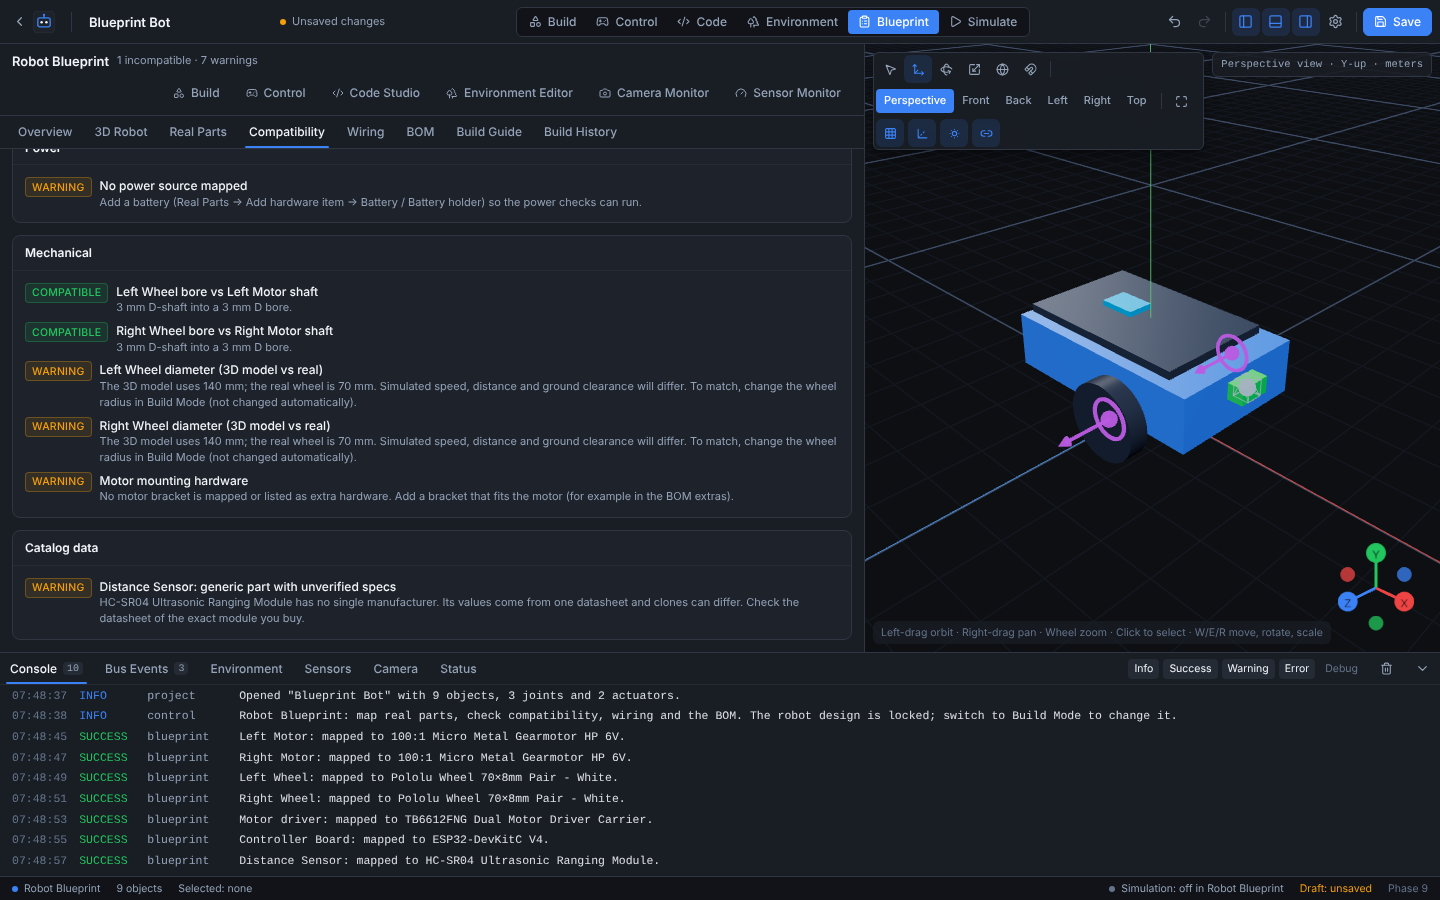 Blueprint Bot
Unsaved changes
Build
Control
Code
Environment
Blueprint
Simulate
Save
Robot Blueprint
1 incompatible · 7 warnings
Build
Control
Code Studio
Environment Editor
Camera Monitor
Sensor Monitor
Overview
3D Robot
Real Parts
Compatibility
Wiring
BOM
Build Guide
Build History
Power
WARNING No power source mapped
Add a battery (Real Parts → Add hardware item → Battery / Battery holder) so the power checks can run.
Mechanical
COMPATIBLE Left Wheel bore vs Left Motor shaft
3 mm D-shaft into a 3 mm D bore.
COMPATIBLE Right Wheel bore vs Right Motor shaft
3 mm D-shaft into a 3 mm D bore.
WARNING Left Wheel diameter (3D model vs real)
The 3D model uses 140 mm; the real wheel is 70 mm. Simulated speed, distance and ground clearance will differ. To match, change the wheel
radius in Build Mode (not changed automatically).
WARNING Right Wheel diameter (3D model vs real)
The 3D model uses 140 mm; the real wheel is 70 mm. Simulated speed, distance and ground clearance will differ. To match, change the wheel
radius in Build Mode (not changed automatically).
WARNING Motor mounting hardware
No motor bracket is mapped or listed as extra hardware. Add a bracket that fits the motor (for example in the BOM extras).
Catalog data
WARNING Distance Sensor: generic part with unverified specs
HC-SR04 Ultrasonic Ranging Module has no single manufacturer. Its values come from one datasheet and clones can differ. Check the
datasheet of the exact module you buy.
Perspective view · Y-up · meters
Perspective
Front
Back
Left
Right
Top
Y
Z
X
Left-drag orbit · Right-drag pan · Wheel zoom · Click to select · W/E/R move, rotate, scale
Console 10
Bus Events 3
Environment
Sensors
Camera
Status
Info
Success
Warning
Error
Debug
07:48:37 INFO project Opened "Blueprint Bot" with 9 objects, 3 joints and 2 actuators.
07:48:38 INFO control Robot Blueprint: map real parts, check compatibility, wiring and the BOM. The robot design is locked; switch to Build Mode to change it.
07:48:45 SUCCESS blueprint Left Motor: mapped to 100:1 Micro Metal Gearmotor HP 6V.
07:48:47 SUCCESS blueprint Right Motor: mapped to 100:1 Micro Metal Gearmotor HP 6V.
07:48:49 SUCCESS blueprint Left Wheel: mapped to Pololu Wheel 70×8mm Pair - White.
07:48:51 SUCCESS blueprint Right Wheel: mapped to Pololu Wheel 70×8mm Pair - White.
07:48:53 SUCCESS blueprint Motor driver: mapped to TB6612FNG Dual Motor Driver Carrier.
07:48:55 SUCCESS blueprint Controller Board: mapped to ESP32-DevKitC V4.
07:48:57 SUCCESS blueprint Distance Sensor: mapped to HC-SR04 Ultrasonic Ranging Module.
Robot Blueprint
9 objects
Selected: none
Simulation: off in Robot Blueprint
Draft: unsaved
Phase 9